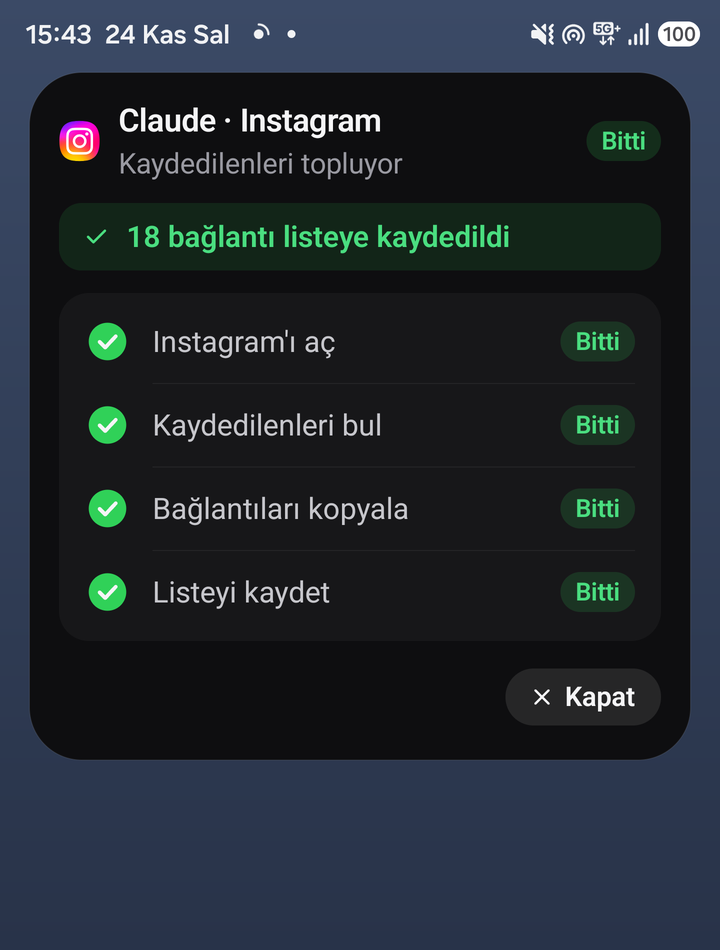 15:43 24 Kas Sal
5G+
100
Claude · Instagram
Kaydedilenleri topluyor
Bitti
18 bağlantı listeye kaydedildi
Instagram'ı aç
Bitti
Kaydedilenleri bul
Bitti
Bağlantıları kopyala
Bitti
Listeyi kaydet
Bitti
Kapat